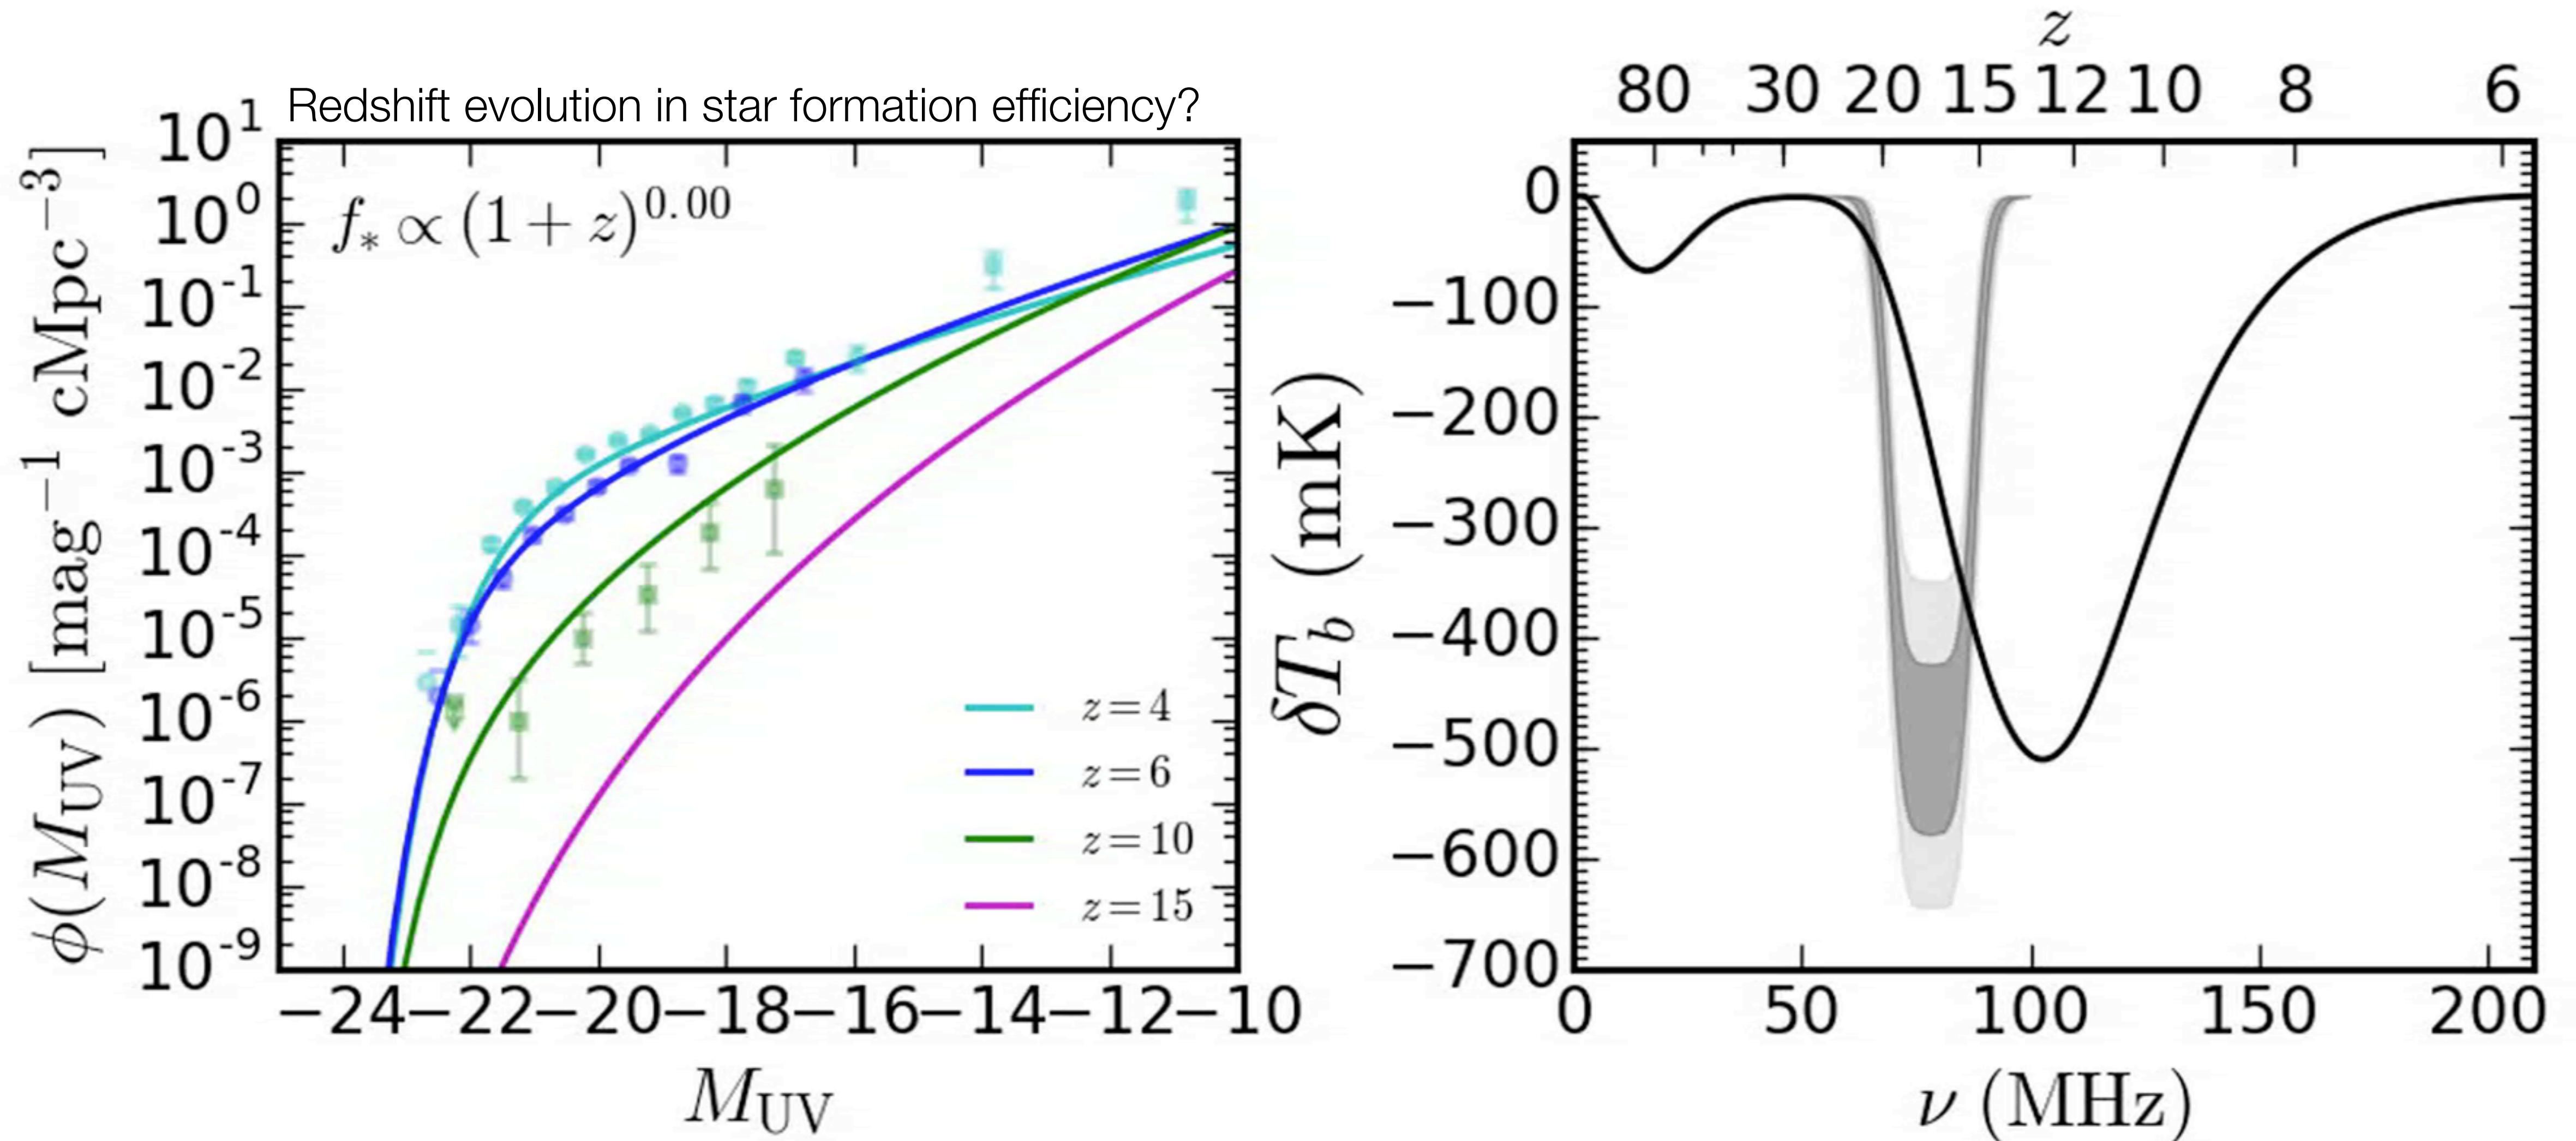 Redshift evolution in star formation efficiency?
f_* ∝ (1+z)^{0.00}
10^1
10^0
10^-1
10^-2
10^-3
10^-4
10^-5
10^-6
10^-7
10^-8
10^-9
ϕ(M_UV) [mag^−1 cMpc^−3]
z=4
z=6
z=10
z=15
−24 −22 −20 −18 −16 −14 −12 −10
M_UV
z
80 30 20 15 12 10 8 6
0
−100
−200
−300
−400
−500
−600
−700
δT_b (mK)
0 50 100 150 200
ν (MHz)